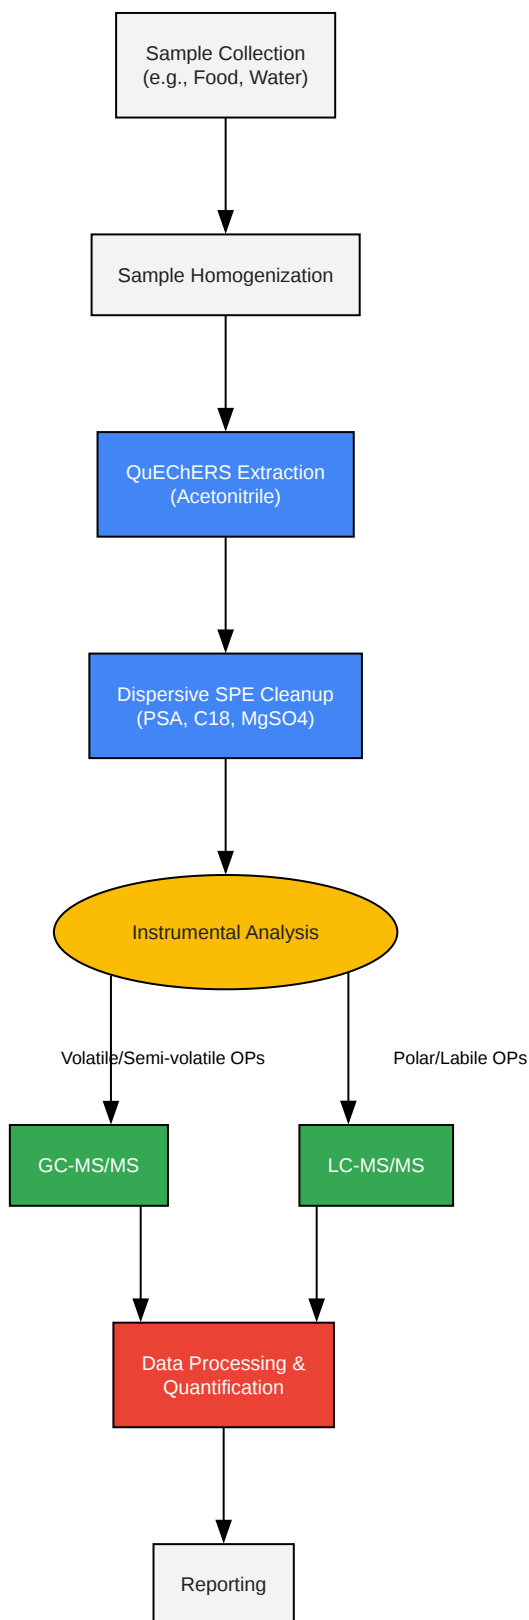 Sample Collection
(e.g., Food, Water)
Sample Homogenization
QuEChERS Extraction
(Acetonitrile)
Dispersive SPE Cleanup
(PSA, C18, MgSO4)
Instrumental Analysis
Volatile/Semi-volatile OPs
Polar/Labile OPs
GC-MS/MS
LC-MS/MS
Data Processing &
Quantification
Reporting